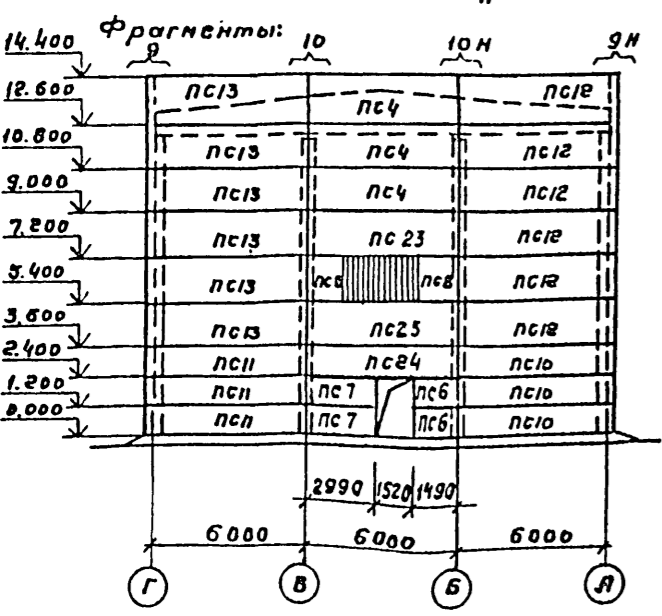 Фрагменты:
14.400 9 10 10н 9н
12.600 ПС13 ПС4 ПС12
10.800 ПС13 ПС4 ПС12
9.000 ПС13 ПС4 ПС12
7.200 ПС13 ПС23 ПС12
5.400 ПС13 ПС8 ПС8 ПС12
3.600 ПС13 ПС25 ПС12
2.400 ПС11 ПС24 ПС10
1.200 ПС11 ПС7 ПС6 ПС10
0.000 ПС11 ПС7 ПС6 ПС10
2990 1520 1490
6000 6000 6000
Г В Б А